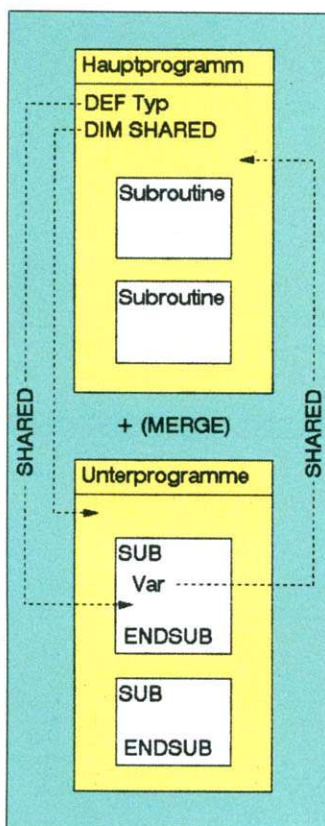 Hauptprogramm
DEF Typ
DIM SHARED
Subroutine
Subroutine
SHARED
SHARED
+ (MERGE)
Unterprogramme
SUB
Var
ENDSUB
SUB
ENDSUB